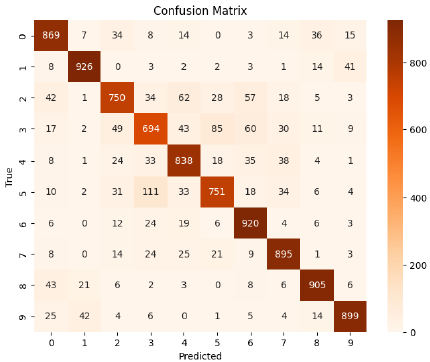 Confusion Matrix
0 869 7 34 8 14 0 3 14 36 15
1 8 926 0 3 2 2 3 1 14 41
2 42 1 750 34 62 28 57 18 5 3
3 17 2 49 694 43 85 60 30 11 9
4 8 1 24 33 838 18 35 38 4 1
5 10 2 31 111 33 751 18 34 6 4
6 6 0 12 24 19 6 920 4 6 3
7 8 0 14 24 25 21 9 895 1 3
8 43 21 6 2 3 0 8 6 905 6
9 25 42 4 6 0 1 5 4 14 899
0 1 2 3 4 5 6 7 8 9
True
Predicted
800
600
400
200
0